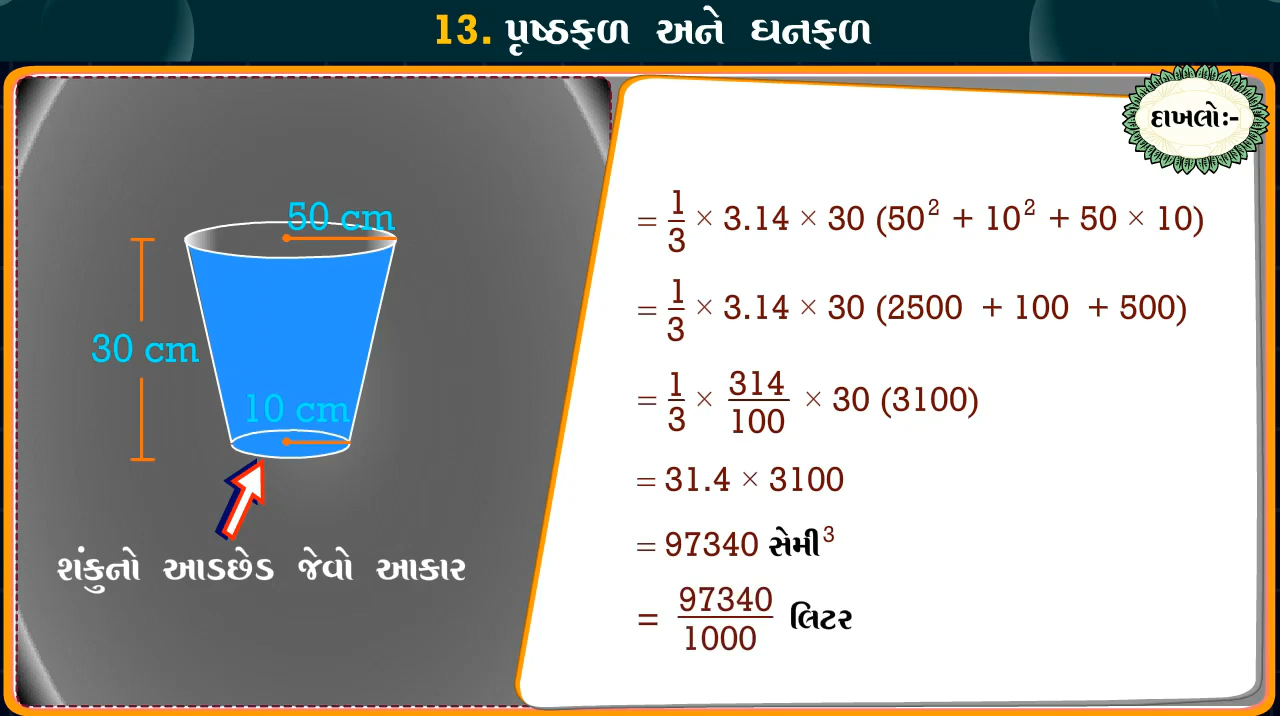 13. પૃષ્ઠફળ અને ઘનફળ
દાખલો:-
50 cm
30 cm
10 cm
શંકુનો આડછેડ જેવો આકાર
= 1/3 × 3.14 × 30 (50² + 10² + 50 × 10)
= 1/3 × 3.14 × 30 (2500 + 100 + 500)
= 1/3 × 314/100 × 30 (3100)
= 31.4 × 3100
= 97340 સેમી³
= 97340/1000 લિટર